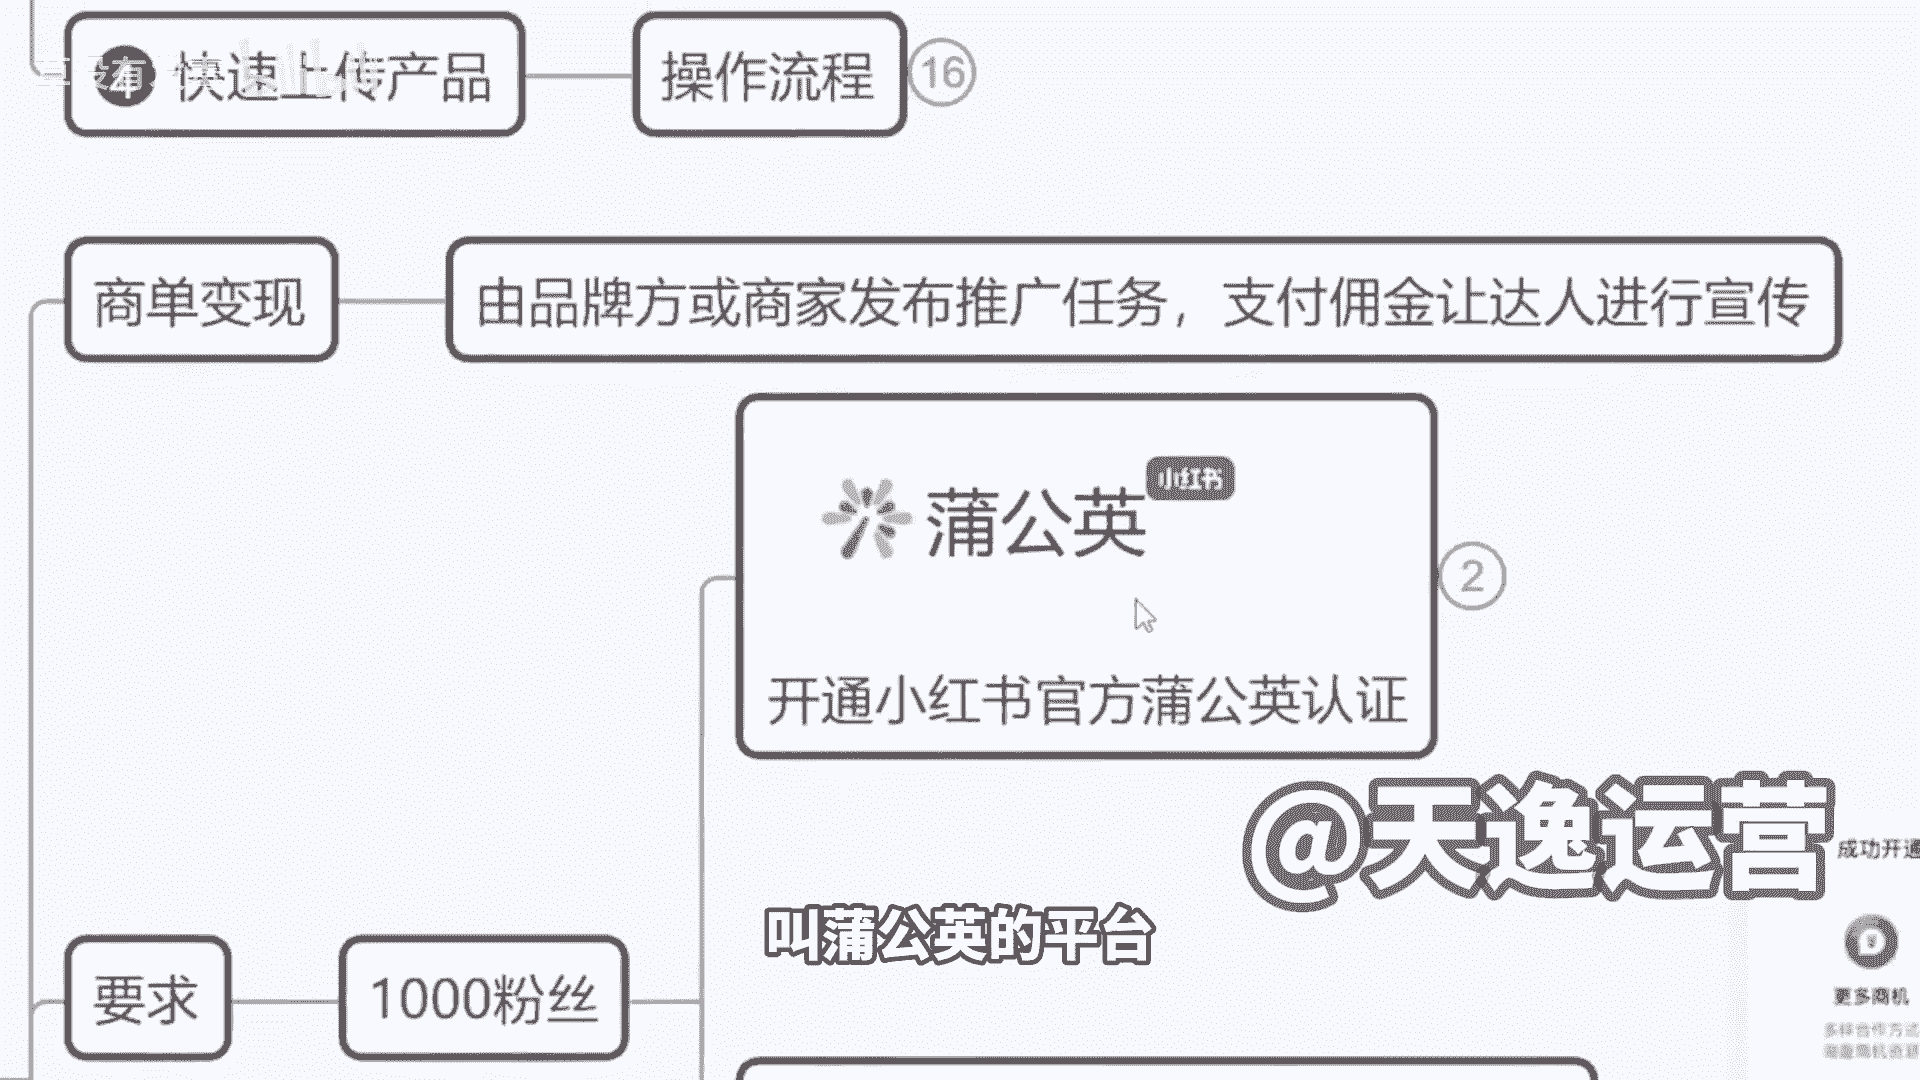 4 快速上传产品
操作流程
16
商单变现
由品牌方或商家发布推广任务，支付佣金让达人进行宣传
小红书
蒲公英
2
开通小红书官方蒲公英认证
@天逸运营
成功开通
叫蒲公英的平台
更多商机
要求
1000粉丝